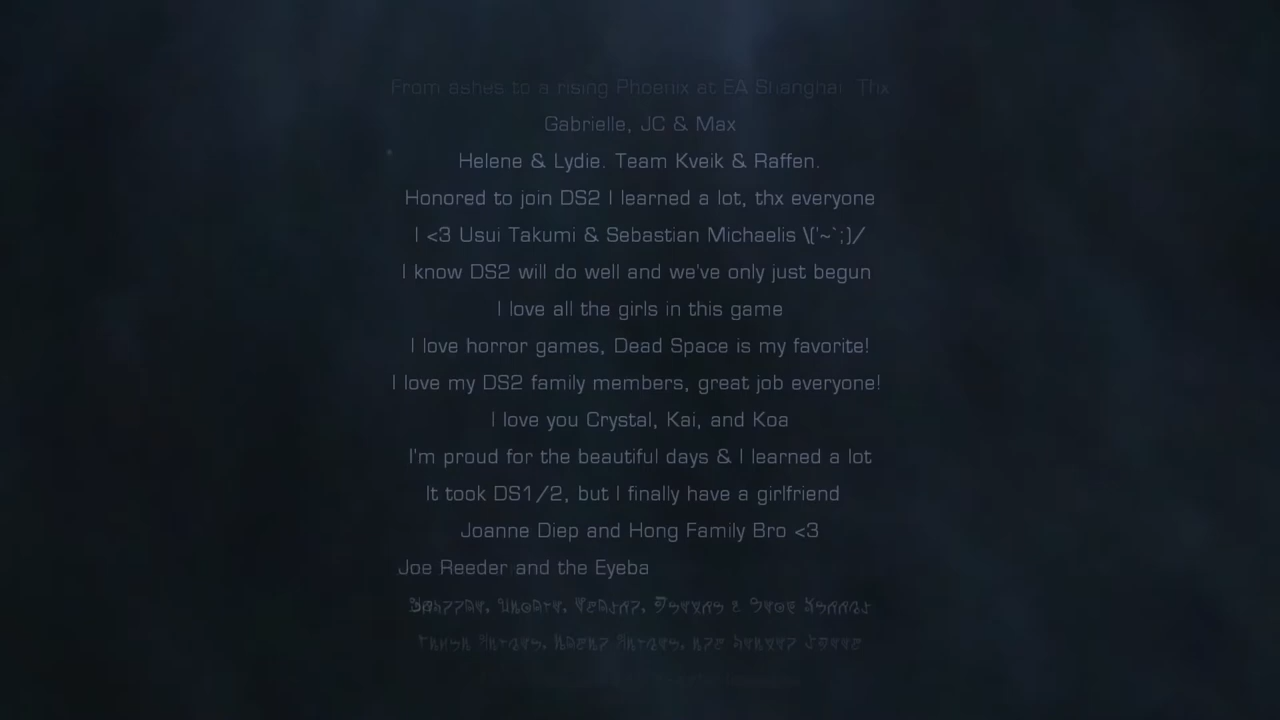 From ashes to a rising Phoenix at EA Shanghai. Thx
Gabrielle, JC & Max
Helene & Lydie. Team Kveik & Raffen.
Honored to join DS2 I learned a lot, thx everyone
I <3 Usui Takumi & Sebastian Michaelis \('~`;)/
I know DS2 will do well and we've only just begun
I love all the girls in this game
I love horror games, Dead Space is my favorite!
I love my DS2 family members, great job everyone!
I love you Crystal, Kai, and Koa
I'm proud for the beautiful days & I learned a lot
It took DS1/2, but I finally have a girlfriend
Joanne Diep and Hong Family Bro <3
Joe Reeder and the Eyeba